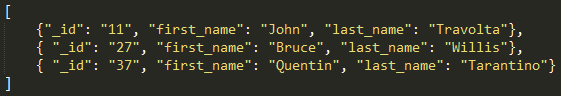 [
    {"_id": "11", "first_name": "John", "last_name": "Travolta"},
    { "_id": "27", "first_name": "Bruce", "last_name": "Willis"},
    { "_id": "37", "first_name": "Quentin", "last_name": "Tarantino"}
]